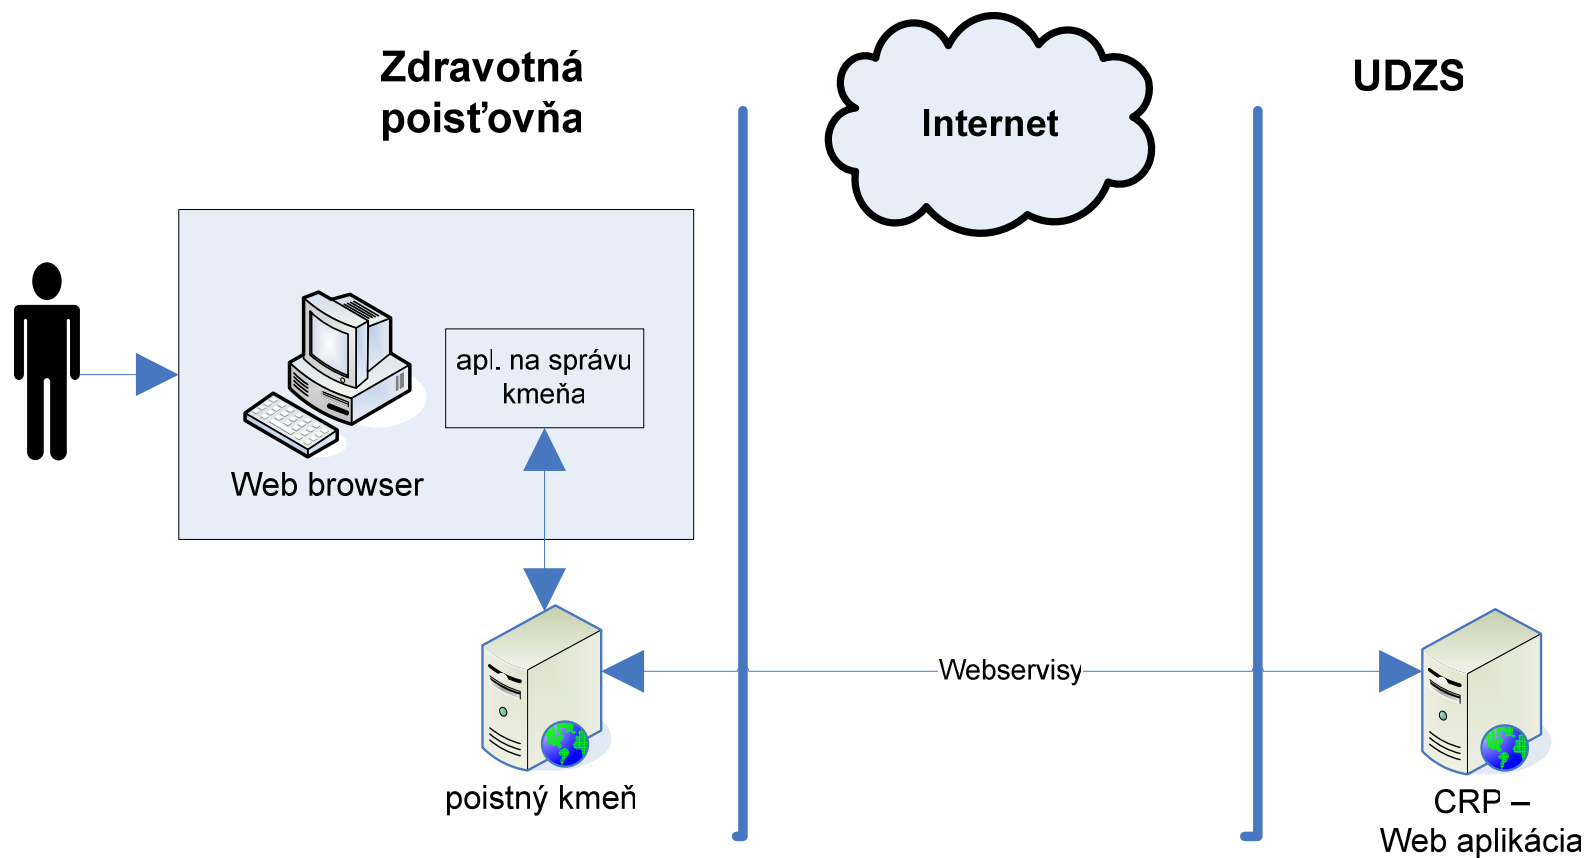 Zdravotná
poisťovňa
Internet
UDZS
apl. na správu
kmeňa
Web browser
Webservisy
poistný kmeň
CRP –
Web aplikácia